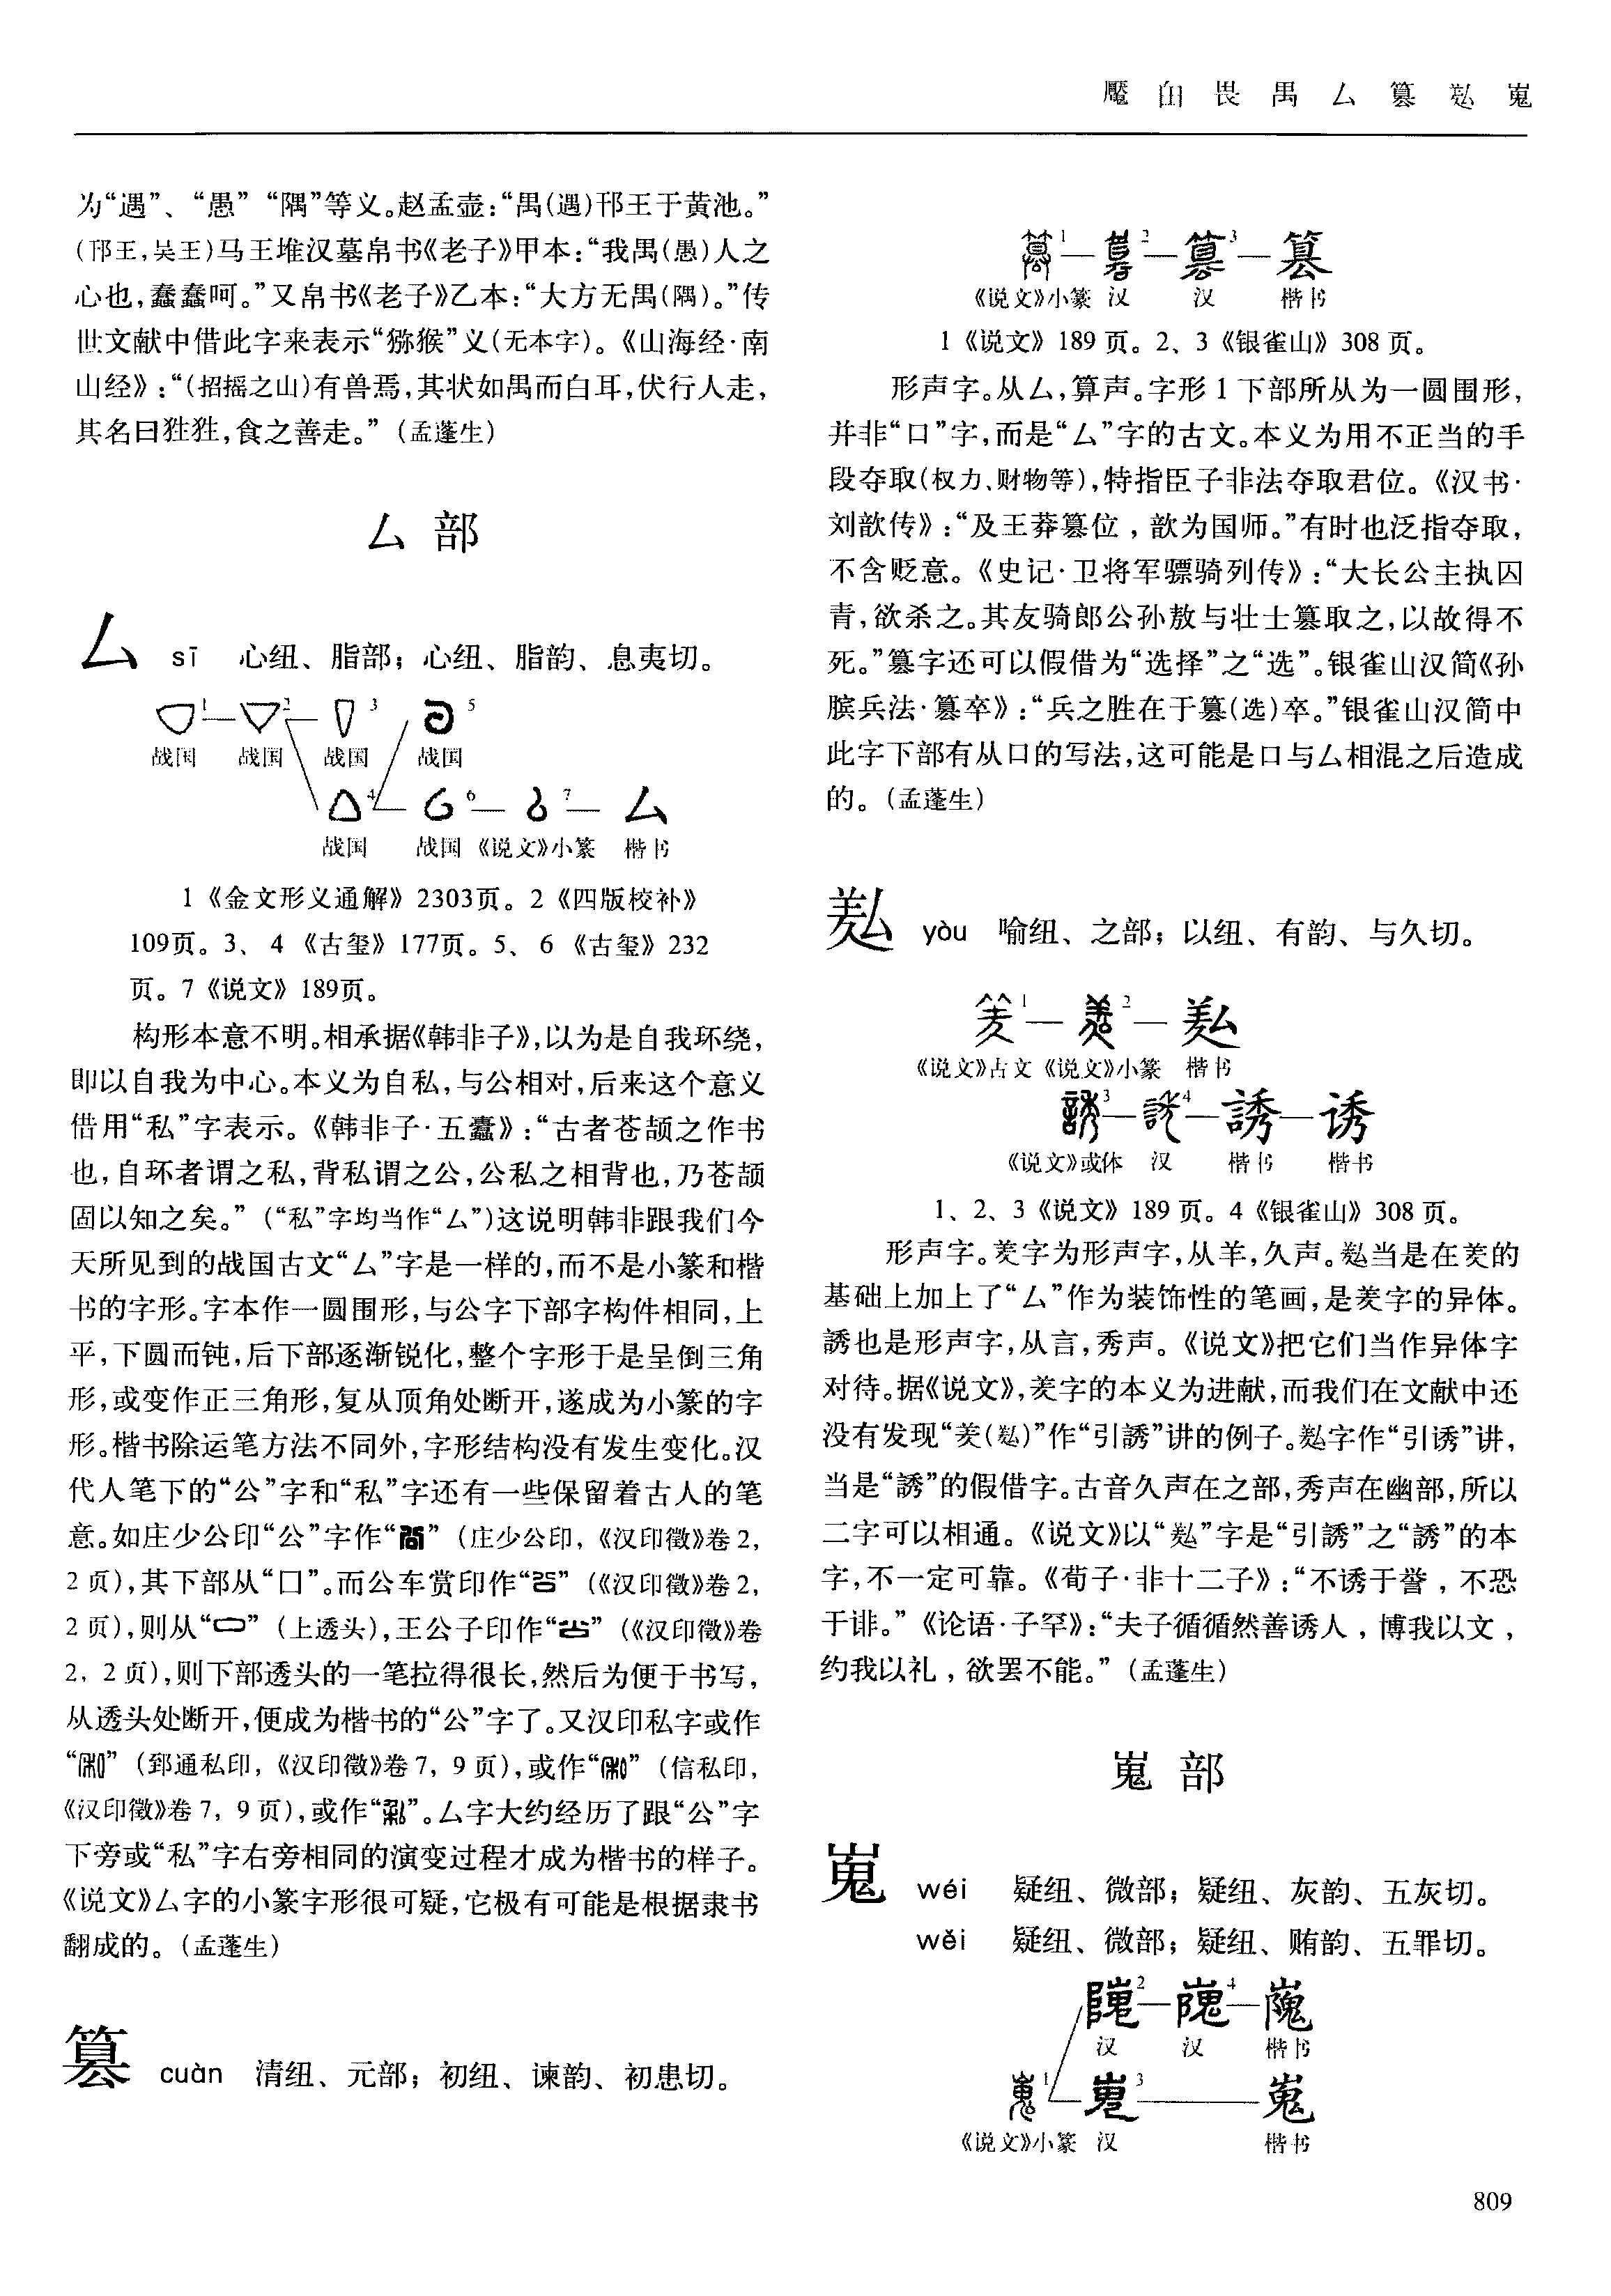 魘 甶 畏 禺 厶 篡 㕗 嵬
为“遇”、“愚”“隅”等义。赵孟壶：“禺(遇)邗王于黄池。”
(邗王,吴王)马王堆汉墓帛书《老子》甲本：“我禺(愚)人之
心也,蠢蠢呵。”又帛书《老子》乙本：“大方无禺(隅)。”传
世文献中借此字来表示“猕猴”义(无本字)。《山海经·南
山经》：“(招摇之山)有兽焉,其状如禺而白耳,伏行人走,
其名曰狌狌,食之善走。”(孟蓬生)
厶 部
厶 sī 心纽、脂部；心纽、脂韵、息夷切。
1 2 3 5
战国 战国 战国 战国
4 6 7 厶
战国 战国 《说文》小篆 楷书
1《金文形义通解》2303页。2《四版校补》
109页。3、4《古玺》177页。5、6《古玺》232
页。7《说文》189页。
构形本意不明。相承据《韩非子》,以为是自我环绕,
即以自我为中心。本义为自私,与公相对,后来这个意义
借用“私”字表示。《韩非子·五蠹》：“古者苍颉之作书
也,自环者谓之私,背私谓之公,公私之相背也,乃苍颉
固以知之矣。”(“私”字均当作“厶”)这说明韩非跟我们今
天所见到的战国古文“厶”字是一样的,而不是小篆和楷
书的字形。字本作一圆围形,与公字下部字构件相同,上
平,下圆而钝,后下部逐渐锐化,整个字形于是呈倒三角
形,或变作正三角形,复从顶角处断开,遂成为小篆的字
形。楷书除运笔方法不同外,字形结构没有发生变化。汉
代人笔下的“公”字和“私”字还有一些保留着古人的笔
意。如庄少公印“公”字作“”(庄少公印,《汉印徵》卷2,
2页),其下部从“口”。而公车赏印作“”(《汉印徵》卷2,
2页),则从“”(上透头),王公子印作“”(《汉印徵》卷
2,2页),则下部透头的一笔拉得很长,然后为便于书写,
从透头处断开,便成为楷书的“公”字了。又汉印私字或作
“”(郅通私印,《汉印徵》卷7,9页),或作“”(信私印,
《汉印徵》卷7,9页),或作“”。厶字大约经历了跟“公”字
下旁或“私”字右旁相同的演变过程才成为楷书的样子。
《说文》厶字的小篆字形很可疑,它极有可能是根据隶书
翻成的。(孟蓬生)
篡 cuàn 清纽、元部；初纽、谏韵、初患切。
1 2 3 篡
《说文》小篆 汉 汉 楷书
1《说文》189页。2、3《银雀山》308页。
形声字。从厶,算声。字形1下部所从为一圆围形,
并非“口”字,而是“厶”字的古文。本义为用不正当的手
段夺取(权力、财物等),特指臣子非法夺取君位。《汉书·
刘歆传》：“及王莽篡位，歆为国师。”有时也泛指夺取,
不含贬意。《史记·卫将军骠骑列传》：“大长公主执囚
青,欲杀之。其友骑郎公孙敖与壮士篡取之,以故得不
死。”篡字还可以假借为“选择”之“选”。银雀山汉简《孙
膑兵法·篡卒》：“兵之胜在于篡(选)卒。”银雀山汉简中
此字下部有从口的写法,这可能是口与厶相混之后造成
的。(孟蓬生)
㕗 yòu 喻纽、之部；以纽、有韵、与久切。
1 2 㕗
《说文》古文 《说文》小篆 楷书
3 4 誘 诱
《说文》或体 汉 楷书 楷书
1、2、3《说文》189页。4《银雀山》308页。
形声字。羑字为形声字,从羊,久声。㕗当是在羑的
基础上加上了“厶”作为装饰性的笔画,是羑字的异体。
誘也是形声字,从言,秀声。《说文》把它们当作异体字
对待。据《说文》,羑字的本义为进献,而我们在文献中还
没有发现“羑(㕗)”作“引誘”讲的例子。㕗字作“引诱”讲,
当是“誘”的假借字。古音久声在之部,秀声在幽部,所以
二字可以相通。《说文》以“㕗”字是“引誘”之“誘”的本
字,不一定可靠。《荀子·非十二子》：“不诱于誉，不恐
于诽。”《论语·子罕》：“夫子循循然善诱人，博我以文，
约我以礼，欲罢不能。”(孟蓬生)
嵬 部
嵬 wéi 疑纽、微部；疑纽、灰韵、五灰切。
wěi 疑纽、微部；疑纽、贿韵、五罪切。
2 4
汉 汉 楷书
1 3 嵬
《说文》小篆 汉 楷书
809